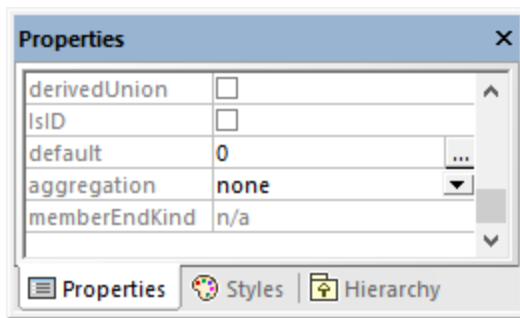 Properties
derivedUnion
IsID
default 0 ...
aggregation none
memberEndKind n/a
Properties Styles Hierarchy